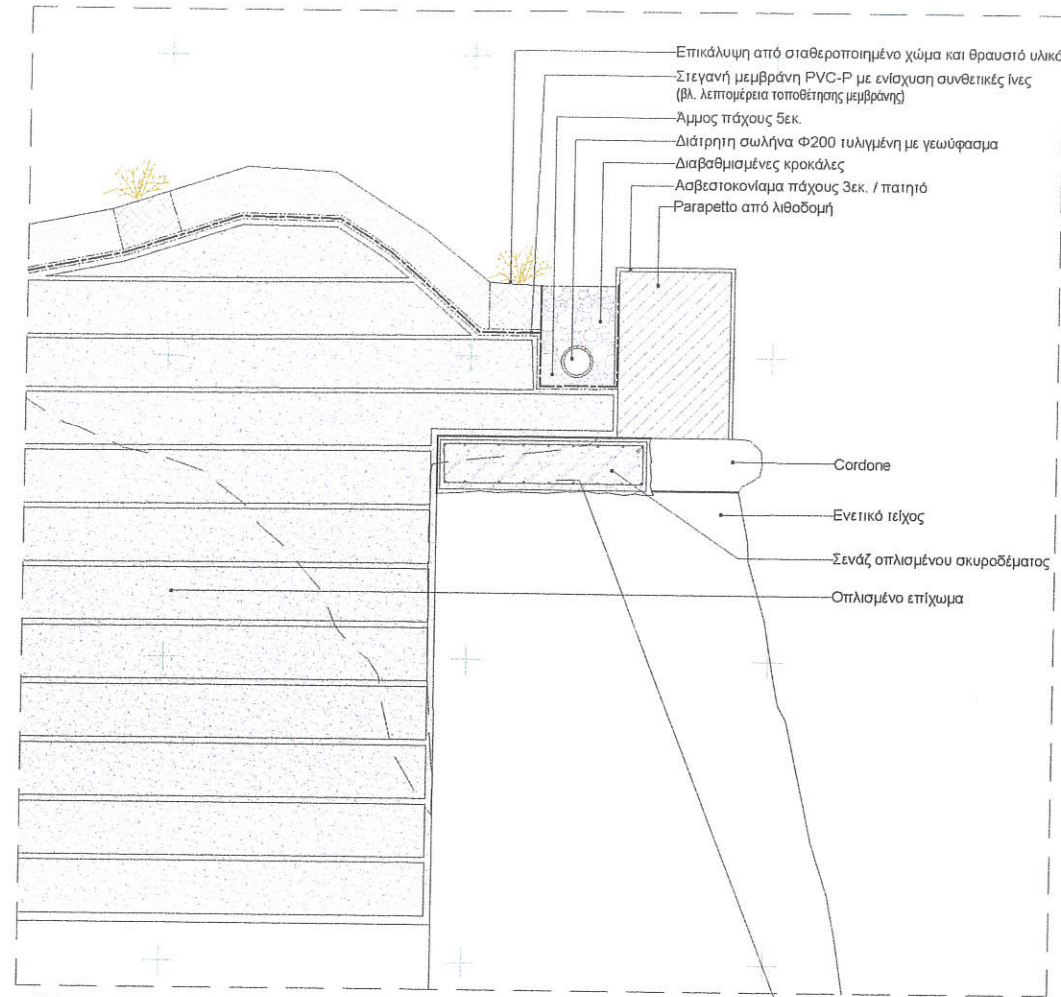 Επικάλυψη από σταθεροποιημένο χώμα και θραυστό υλικό
Στεγανή μεμβράνη PVC-P με ενίσχυση συνθετικές ίνες
(βλ. λεπτομέρεια τοποθέτησης μεμβράνης)
Άμμος πάχους 5εκ.
Διάτρητη σωλήνα Φ200 τυλιγμένη με γεωύφασμα
Διαβαθμισμένες κροκάλες
Ασβεστοκονίαμα πάχους 3εκ. / πατητό
Parapetto από λιθοδομή
Cordone
Ενετικό τείχος
Σενάζ οπλισμένου σκυροδέματος
Οπλισμένο επίχωμα